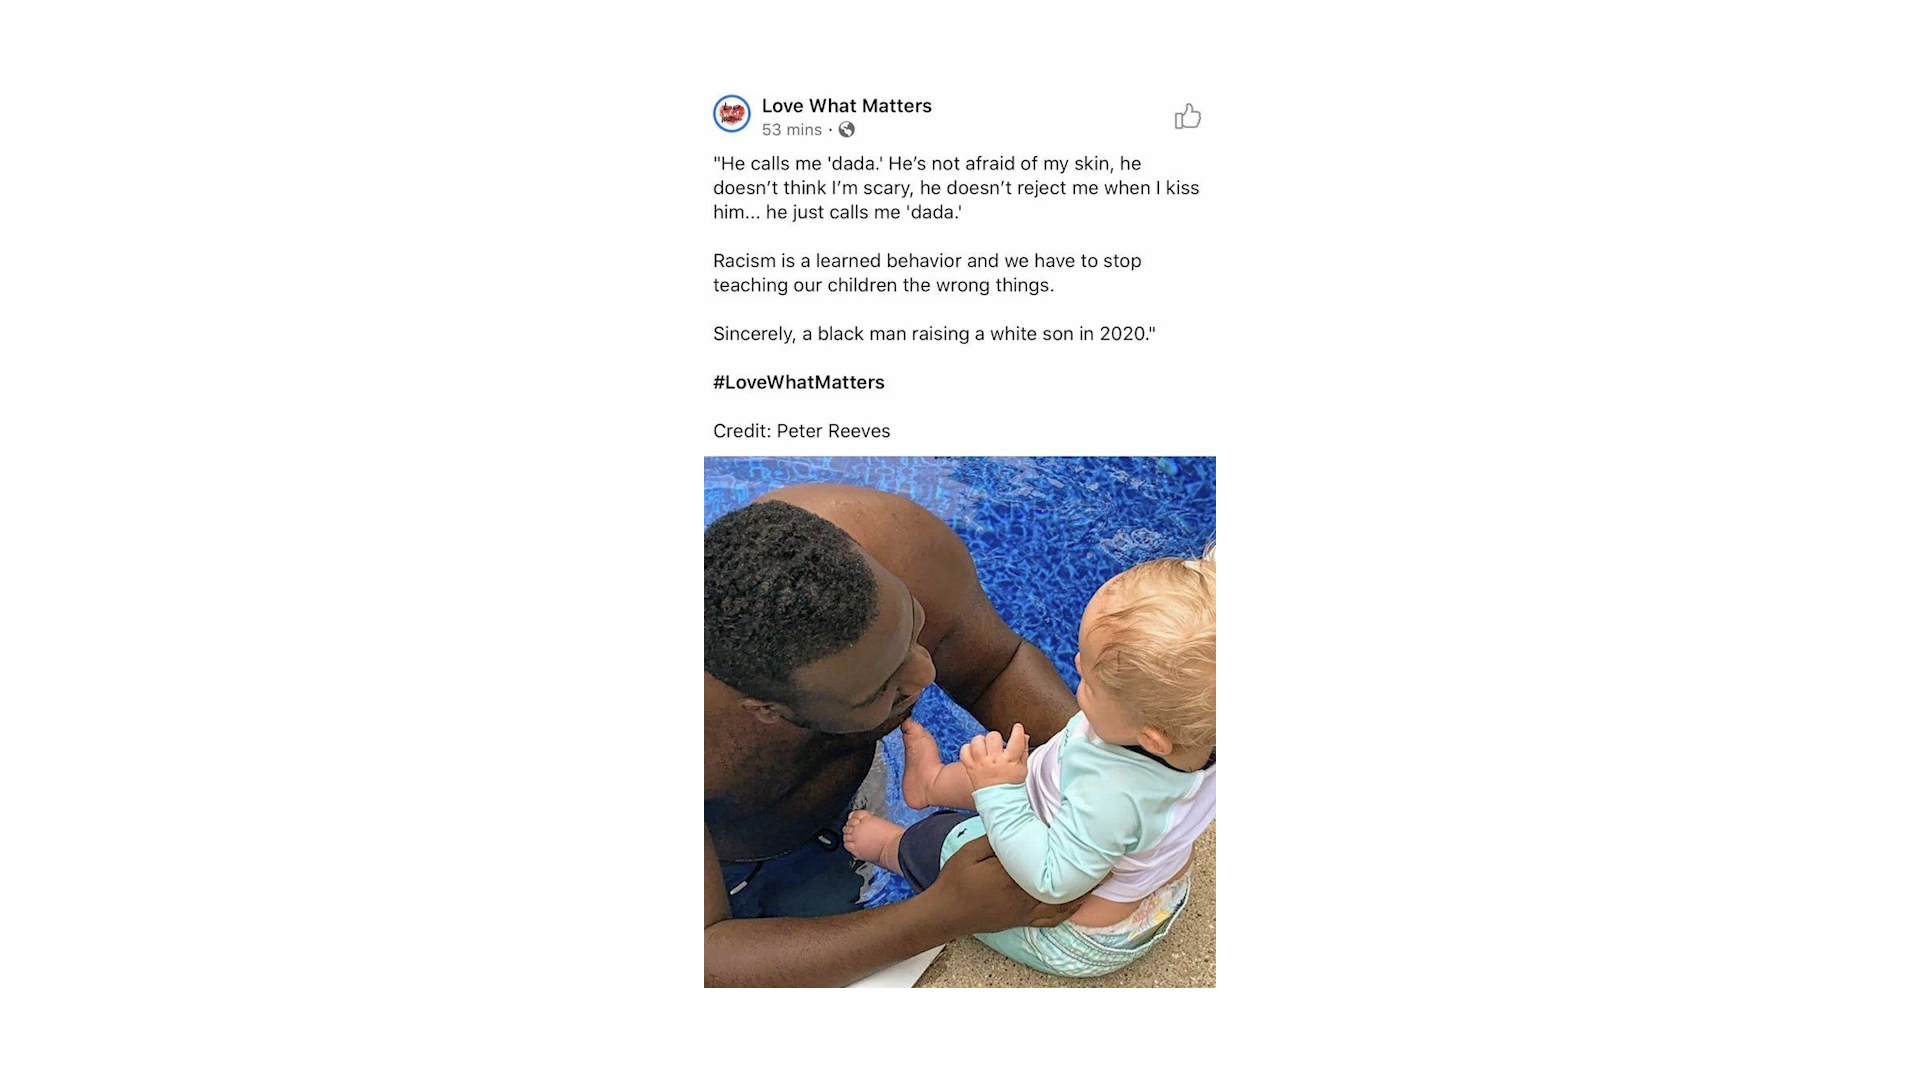 Love What Matters
53 mins ·
"He calls me 'dada.' He’s not afraid of my skin, he
doesn’t think I’m scary, he doesn’t reject me when I kiss
him... he just calls me 'dada.'
Racism is a learned behavior and we have to stop
teaching our children the wrong things.
Sincerely, a black man raising a white son in 2020."
#LoveWhatMatters
Credit: Peter Reeves